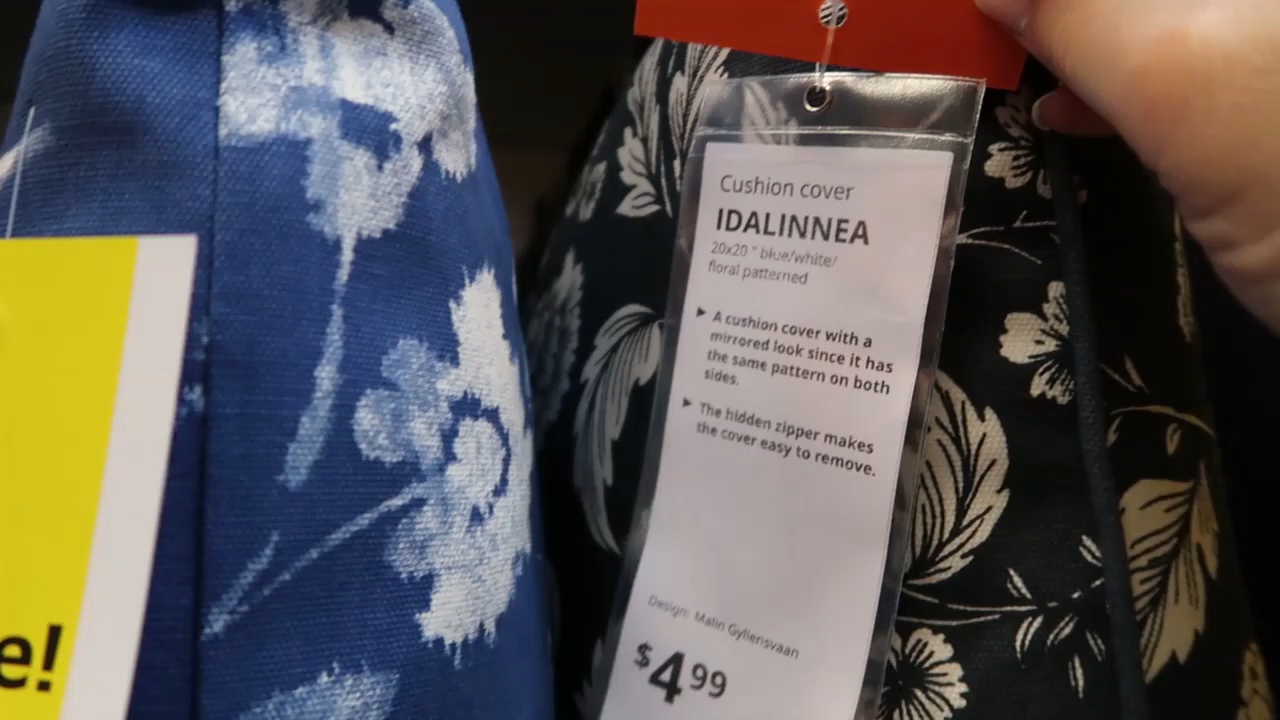 Cushion cover
IDALINNEA
20x20 " blue/white/
floral patterned
▶ A cushion cover with a
mirrored look since it has
the same pattern on both
sides.
▶ The hidden zipper makes
the cover easy to remove.
Design: Malin Gyllensvaan
$4.99
e!